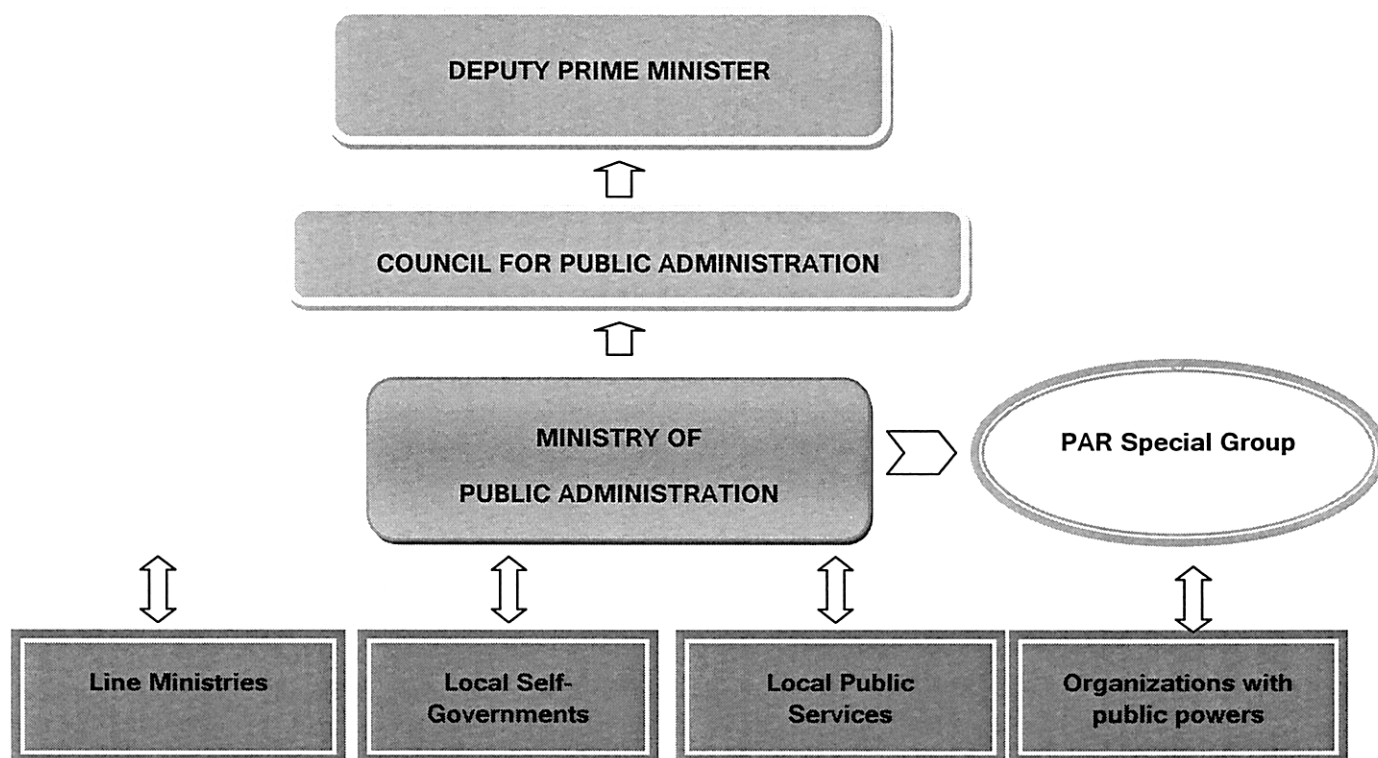 DEPUTY PRIME MINISTER
COUNCIL FOR PUBLIC ADMINISTRATION
MINISTRY OF
PUBLIC ADMINISTRATION
PAR Special Group
Line Ministries
Local Self-
Governments
Local Public
Services
Organizations with
public powers